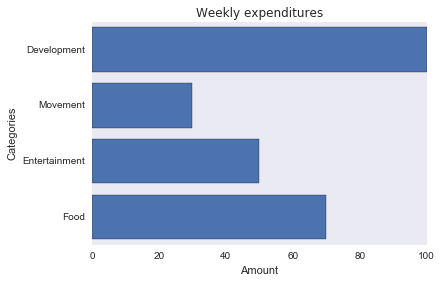 Weekly expenditures
Categories
Development
Movement
Entertainment
Food
0 20 40 60 80 100
Amount